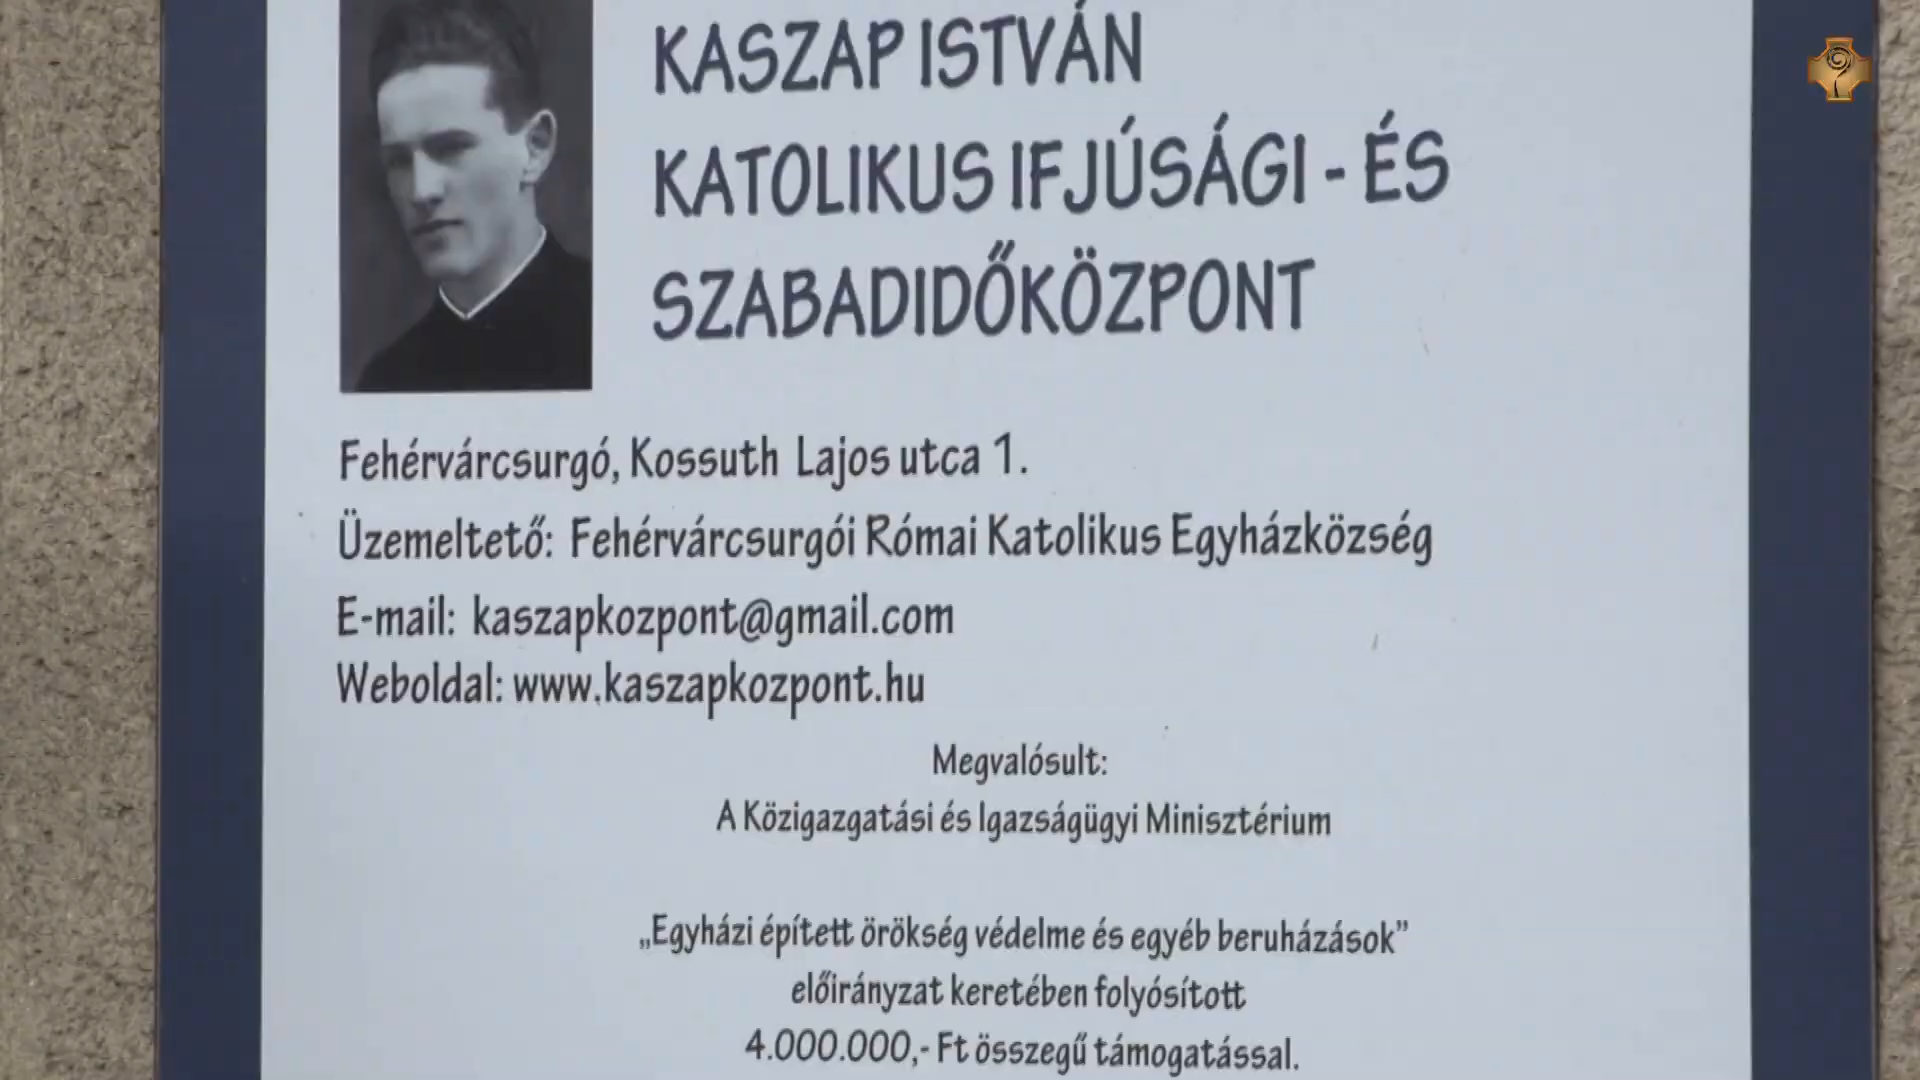 KASZAP ISTVÁN
KATOLIKUS IFJÚSÁGI - ÉS
SZABADIDŐKÖZPONT
Fehérvárcsurgó, Kossuth Lajos utca 1.
Üzemeltető: Fehérvárcsurgói Római Katolikus Egyházközség
E-mail: kaszapkozpont@gmail.com
Weboldal: www.kaszapkozpont.hu
Megvalósult:
A Közigazgatási és Igazságügyi Minisztérium
„Egyházi épített örökség védelme és egyéb beruházások”
előirányzat keretében folyósított
4.000.000,- Ft összegű támogatással.